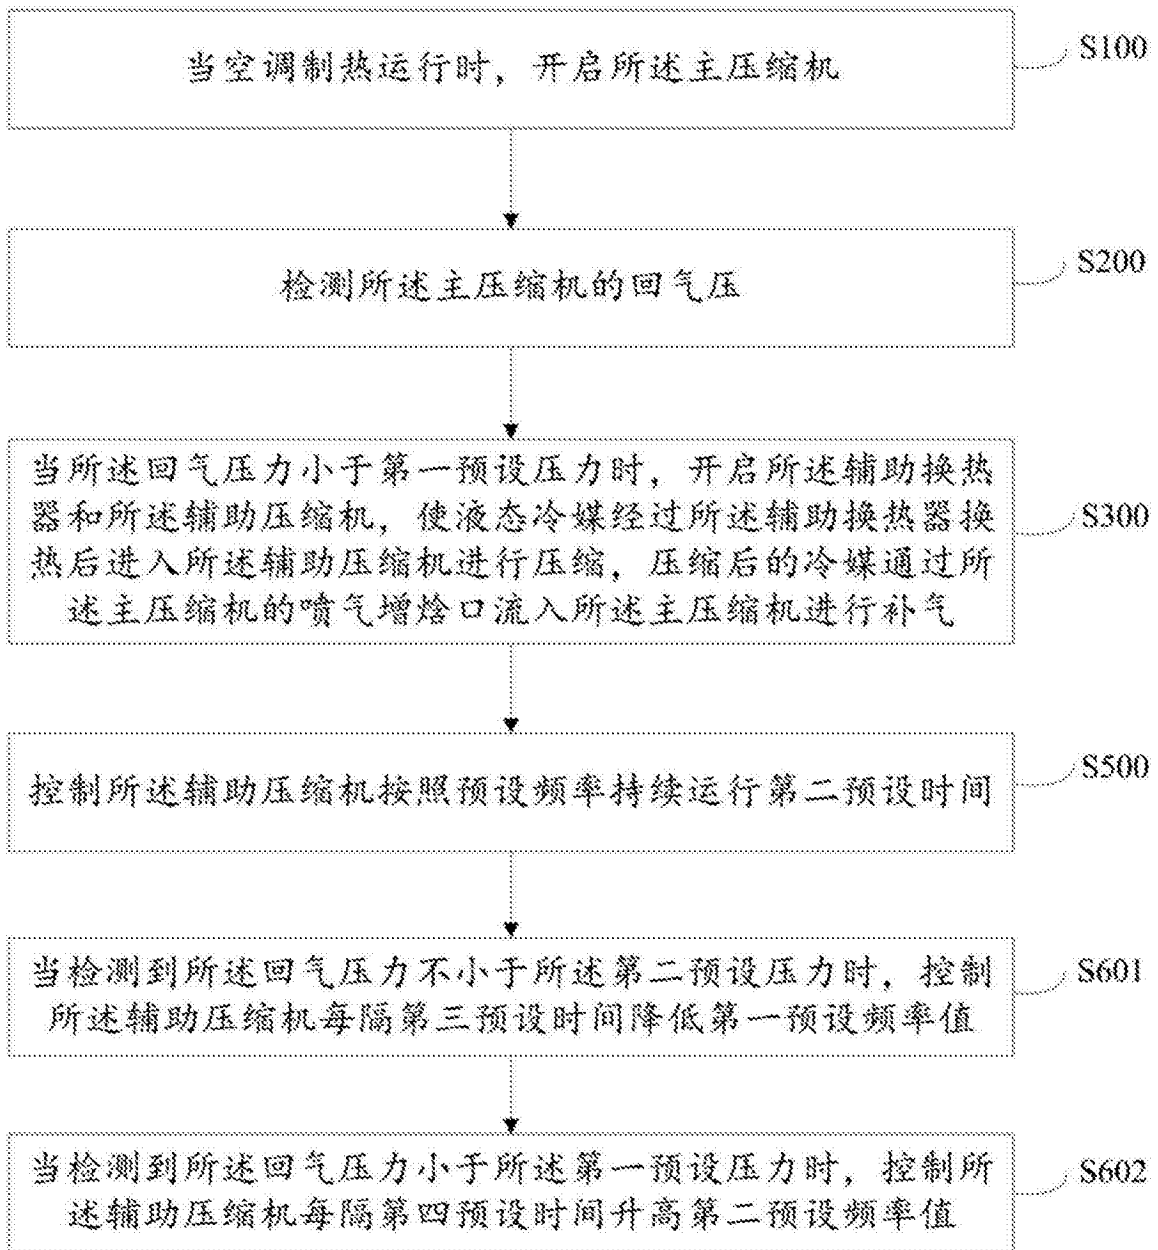 当空调制热运行时，开启所述主压缩机
S100
检测所述主压缩机的回气压
S200
当所述回气压力小于第一预设压力时，开启所述辅助换热
器和所述辅助压缩机，使液态冷媒经过所述辅助换热器换
热后进入所述辅助压缩机进行压缩，压缩后的冷媒通过所
述主压缩机的喷气增焓口流入所述主压缩机进行补气
S300
控制所述辅助压缩机按照预设频率持续运行第二预设时间
S500
当检测到所述回气压力不小于所述第二预设压力时，控制
所述辅助压缩机每隔第三预设时间降低第一预设频率值
S601
当检测到所述回气压力小于所述第一预设压力时，控制所
述辅助压缩机每隔第四预设时间升高第二预设频率值
S602